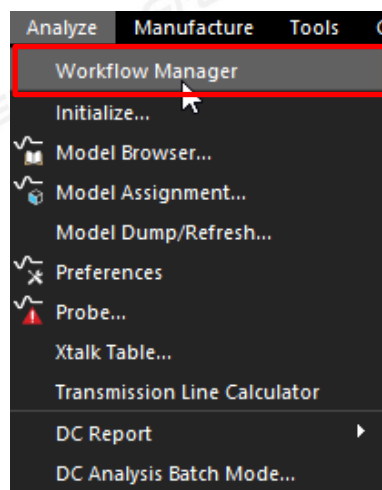 Analyze Manufacture Tools
Workflow Manager
Initialize...
Model Browser...
Model Assignment...
Model Dump/Refresh...
Preferences
Probe...
Xtalk Table...
Transmission Line Calculator
DC Report
DC Analysis Batch Mode...